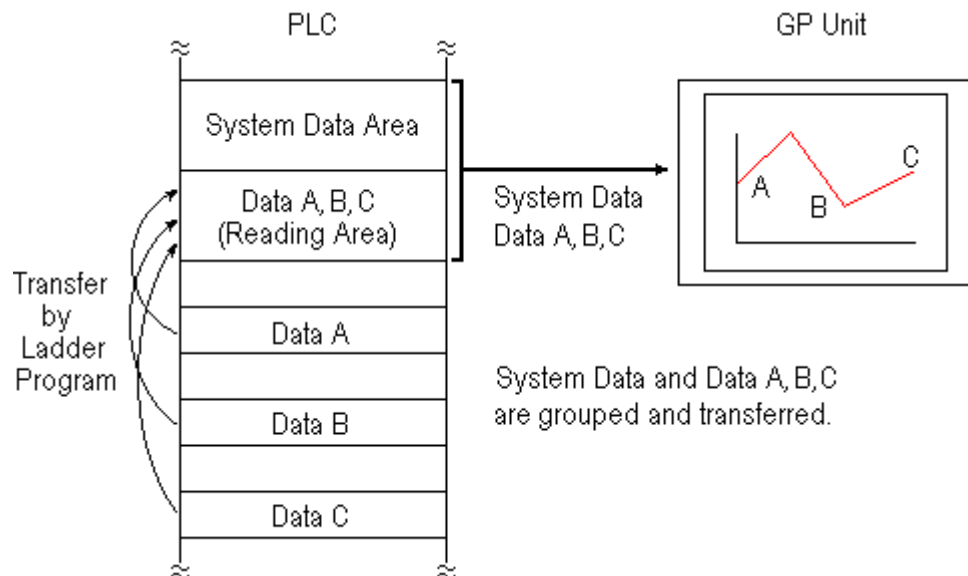 PLC
GP Unit
System Data Area
Data A, B, C
(Reading Area)
System Data
Data A, B, C
A
B
C
Transfer
by
Ladder
Program
Data A
Data B
Data C
System Data and Data A, B, C
are grouped and transferred.